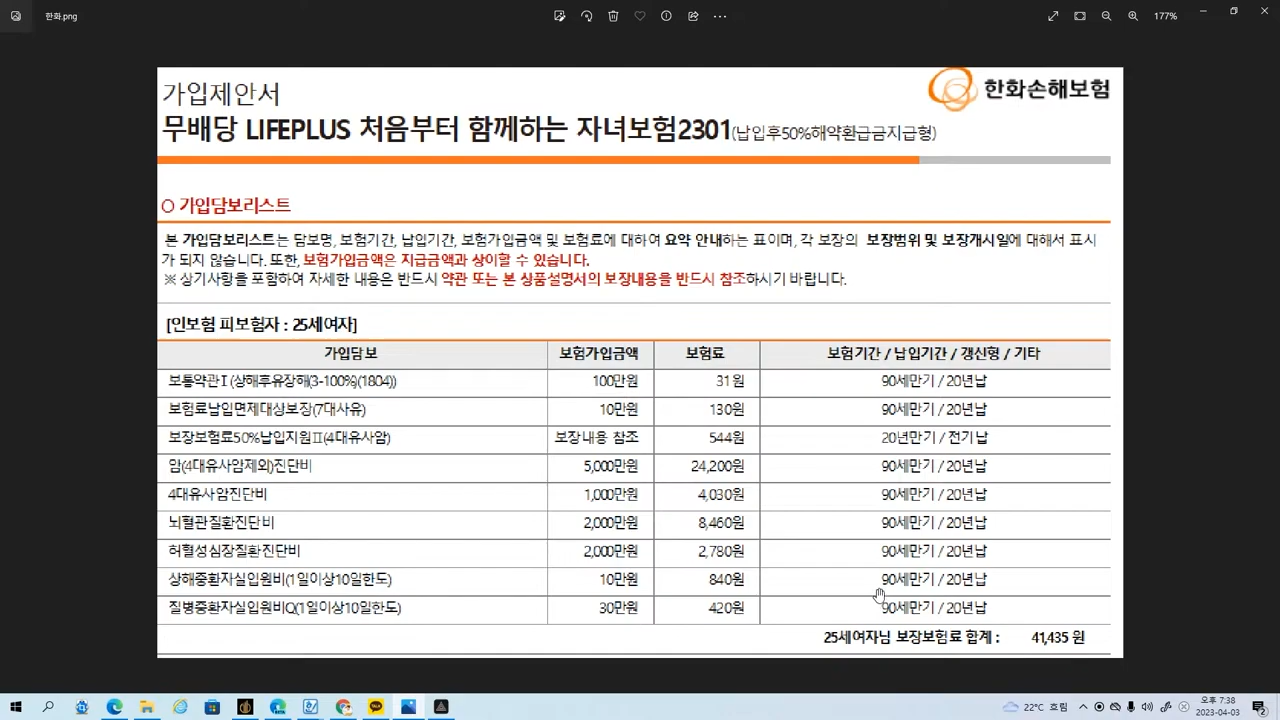 한화.png
177%
가입제안서
한화손해보험
무배당 LIFEPLUS 처음부터 함께하는 자녀보험2301(납입후50%해약환급금지급형)
가입담보리스트
본 가입담보리스트는 담보명, 보험기간, 납입기간, 보험가입금액 및 보험료에 대하여 요약 안내하는 표이며, 각 보장의 보장범위 및 보장개시일에 대해서 표시
가 되지 않습니다. 또한, 보험가입금액은 지급금액과 상이할 수 있습니다.
※ 상기사항을 포함하여 자세한 내용은 반드시 약관 또는 본 상품설명서의 보장내용을 반드시 참조하시기 바랍니다.
[인보험 피보험자 : 25세여자]
가입담보 보험가입금액 보험료 보험기간 / 납입기간 / 갱신형 / 기타
보통약관Ⅰ(상해후유장해(3-100%)(1804)) 100만원 31원 90세만기 / 20년납
보험료납입면제대상보장(7대사유) 10만원 130원 90세만기 / 20년납
보장보험료50%납입지원Ⅱ(4대유사암) 보장내용 참조 544원 20년만기 / 전기납
암(4대유사암제외)진단비 5,000만원 24,200원 90세만기 / 20년납
4대유사암진단비 1,000만원 4,030원 90세만기 / 20년납
뇌혈관질환진단비 2,000만원 8,460원 90세만기 / 20년납
허혈성심장질환진단비 2,000만원 2,780원 90세만기 / 20년납
상해중환자실입원비(1일이상10일한도) 10만원 840원 90세만기 / 20년납
질병중환자실입원비Q(1일이상10일한도) 30만원 420원 90세만기 / 20년납
25세여자님 보장보험료 합계 : 41,435 원
22℃ 흐림
오후 7:38
2023-04-03